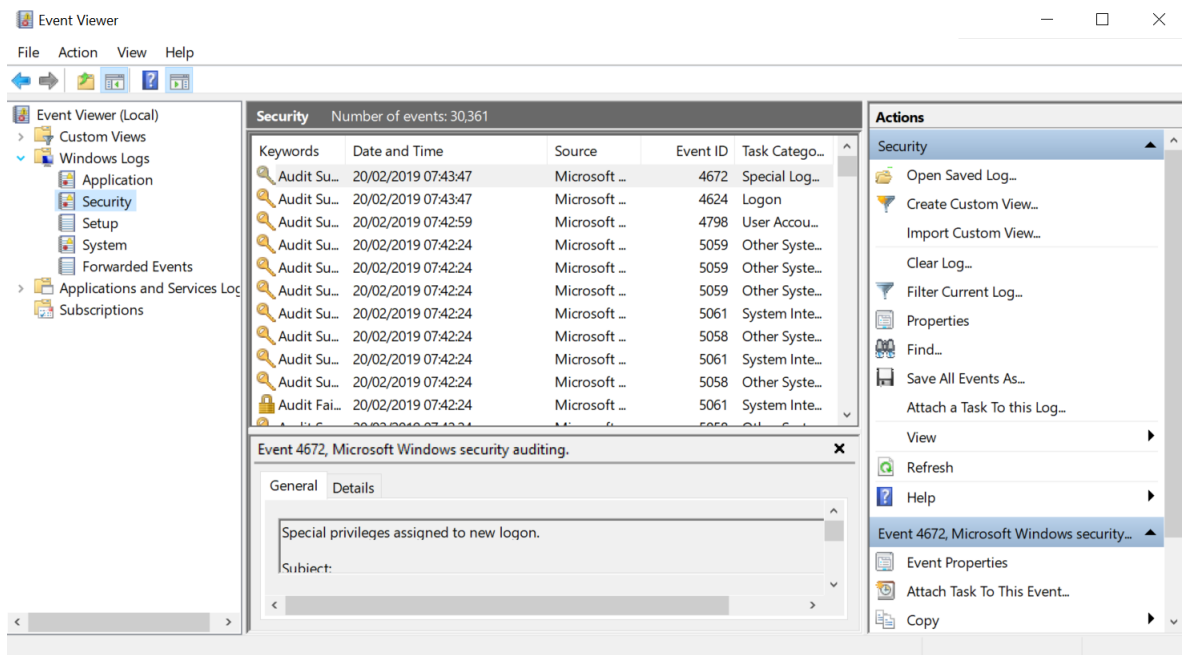 Event Viewer
File Action View Help
Event Viewer (Local)
Custom Views
Windows Logs
Application
Security
Setup
System
Forwarded Events
Applications and Services Log
Subscriptions
Security Number of events: 30,361
Keywords Date and Time Source Event ID Task Catego...
Audit Su... 20/02/2019 07:43:47 Microsoft ... 4672 Special Log...
Audit Su... 20/02/2019 07:43:47 Microsoft ... 4624 Logon
Audit Su... 20/02/2019 07:42:59 Microsoft ... 4798 User Accou...
Audit Su... 20/02/2019 07:42:24 Microsoft ... 5059 Other Syste...
Audit Su... 20/02/2019 07:42:24 Microsoft ... 5059 Other Syste...
Audit Su... 20/02/2019 07:42:24 Microsoft ... 5059 Other Syste...
Audit Su... 20/02/2019 07:42:24 Microsoft ... 5061 System Inte...
Audit Su... 20/02/2019 07:42:24 Microsoft ... 5058 Other Syste...
Audit Su... 20/02/2019 07:42:24 Microsoft ... 5061 System Inte...
Audit Su... 20/02/2019 07:42:24 Microsoft ... 5058 Other Syste...
Audit Fai... 20/02/2019 07:42:24 Microsoft ... 5061 System Inte...
Event 4672, Microsoft Windows security auditing.
General Details
Special privileges assigned to new logon.
Subject:
Actions
Security
Open Saved Log...
Create Custom View...
Import Custom View...
Clear Log...
Filter Current Log...
Properties
Find...
Save All Events As...
Attach a Task To this Log...
View
Refresh
Help
Event 4672, Microsoft Windows security...
Event Properties
Attach Task To This Event...
Copy